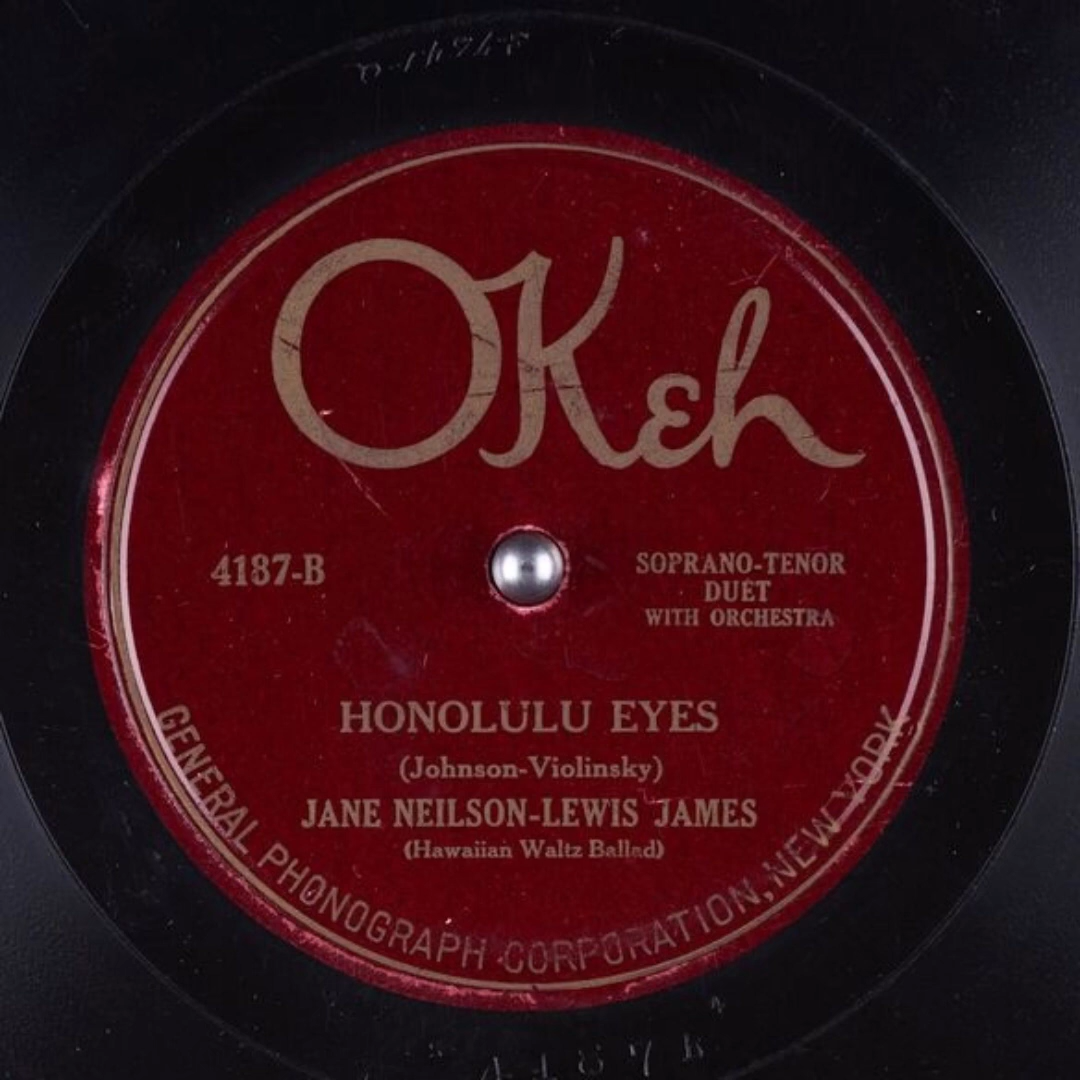 OKeh
4187-B
SOPRANO-TENOR
DUET
WITH ORCHESTRA
HONOLULU EYES
(Johnson-Violinsky)
JANE NEILSON-LEWIS JAMES
(Hawaiian Waltz Ballad)
GENERAL PHONOGRAPH CORPORATION, NEW YORK